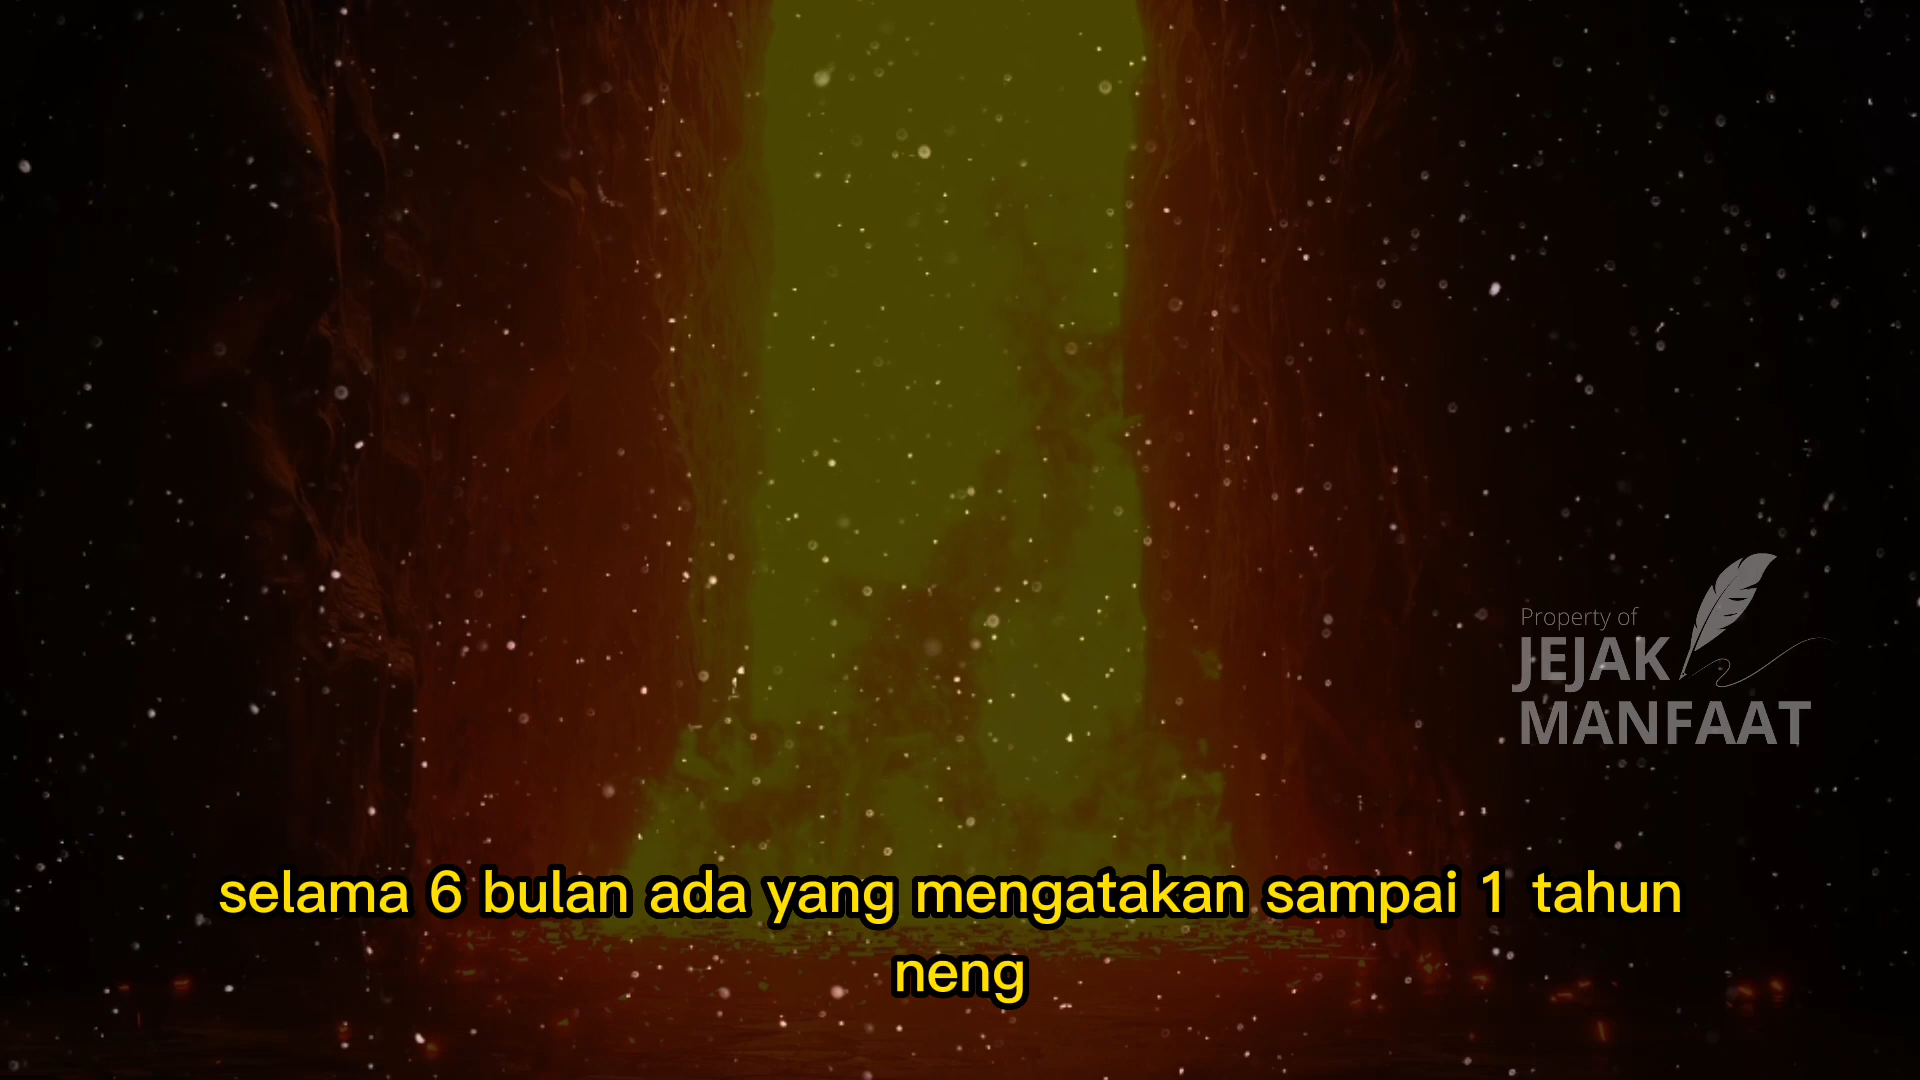 Property of
JEJAK
MANFAAT
selama 6 bulan ada yang mengatakan sampai 1 tahun
neng